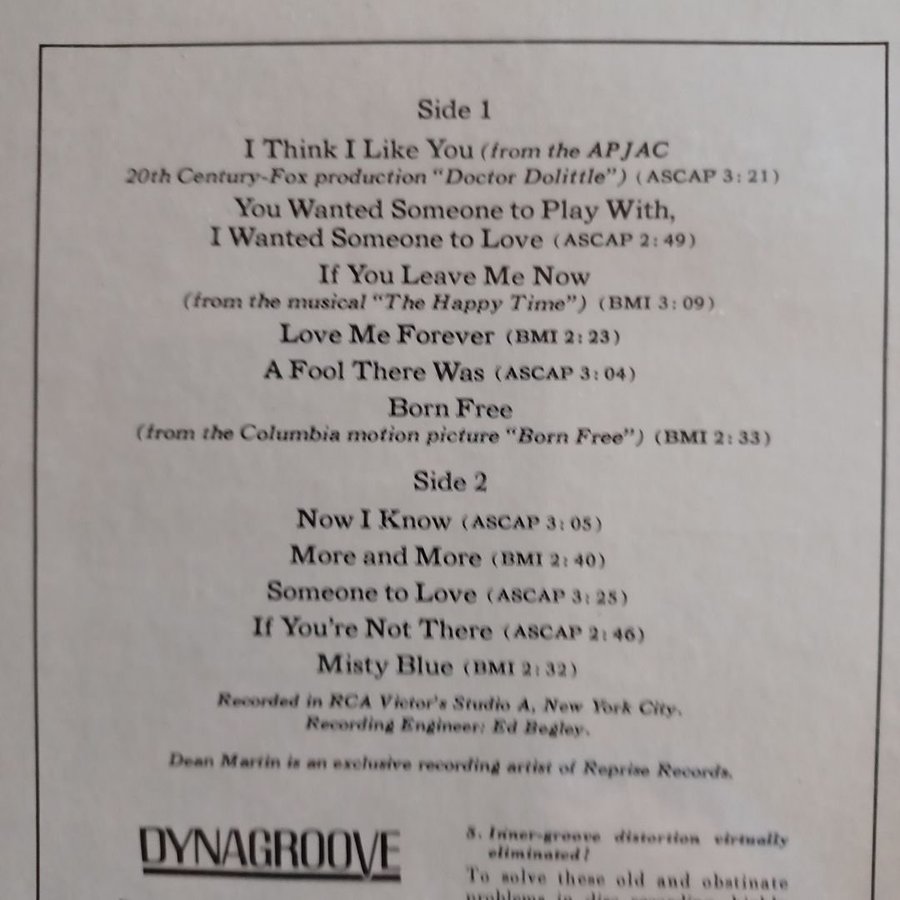 Side 1
I Think I Like You (from the APJAC
20th Century-Fox production "Doctor Dolittle") (ASCAP 3:21)
You Wanted Someone to Play With,
I Wanted Someone to Love (ASCAP 2:49)
If You Leave Me Now
(from the musical "The Happy Time") (BMI 3:09)
Love Me Forever (BMI 2:23)
A Fool There Was (ASCAP 3:04)
Born Free
(from the Columbia motion picture "Born Free") (BMI 2:33)
Side 2
Now I Know (ASCAP 3:05)
More and More (BMI 2:40)
Someone to Love (ASCAP 3:25)
If You're Not There (ASCAP 2:46)
Misty Blue (BMI 2:32)
Recorded in RCA Victor's Studio A, New York City.
Recording Engineer: Ed Begley.
Dean Martin is an exclusive recording artist of Reprise Records.
DYNAGROOVE
3. Inner-groove distortion virtually
eliminated!
To solve these old and obstinate
problems in disc recording, highly